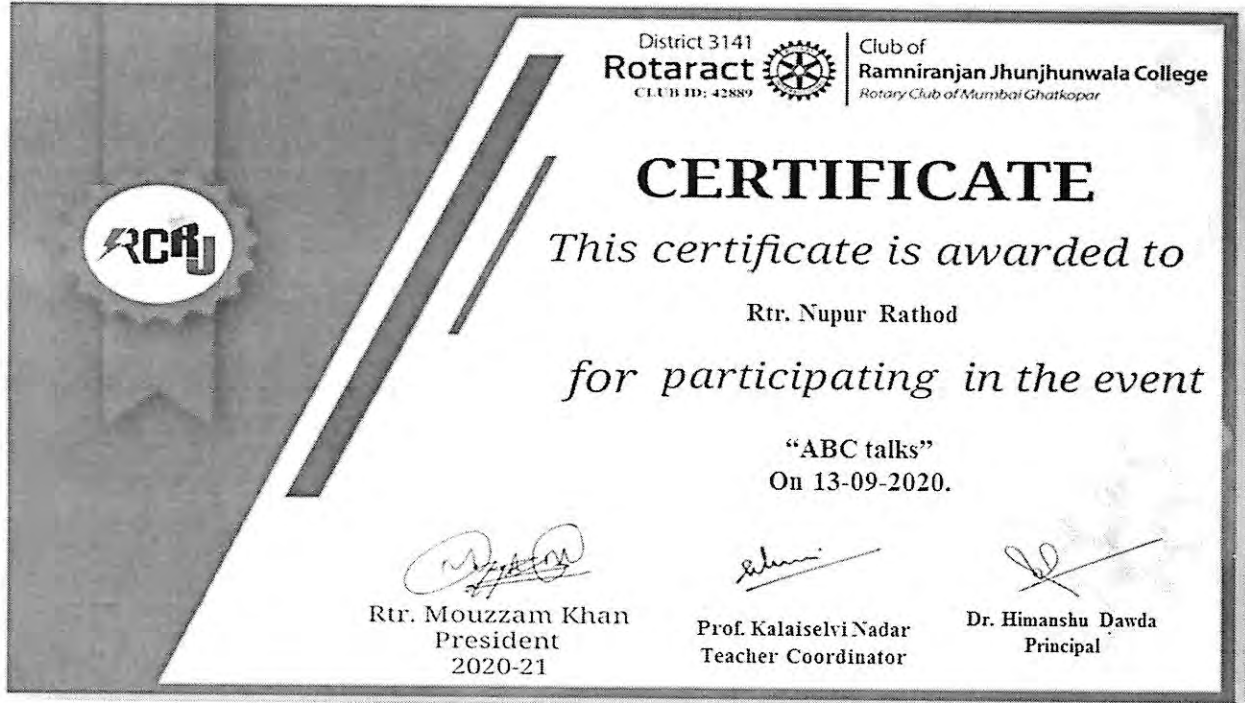 District 3141
Rotaract
CLUB ID: 42889
Club of
Ramniranjan Jhunjhunwala College
Rotary Club of Mumbai Ghatkopar
RCRJ
CERTIFICATE
This certificate is awarded to
Rtr. Nupur Rathod
for participating in the event
“ABC talks”
On 13-09-2020.
Rtr. Mouzzam Khan
President
2020-21
Prof. Kalaiselvi Nadar
Teacher Coordinator
Dr. Himanshu Dawda
Principal